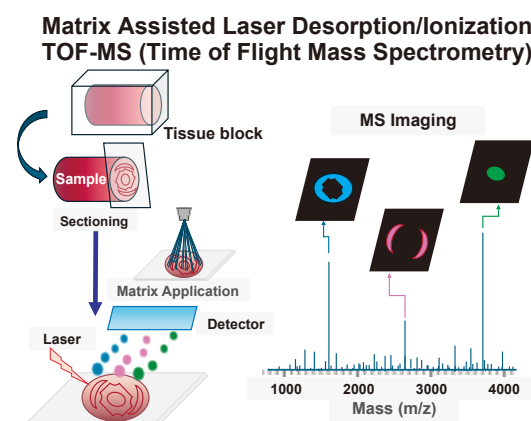 Matrix Assisted Laser Desorption/Ionization
TOF-MS (Time of Flight Mass Spectrometry)
Tissue block
MS Imaging
Sample
Sectioning
Matrix Application
Detector
Laser
1000 2000 3000 4000
Mass (m/z)